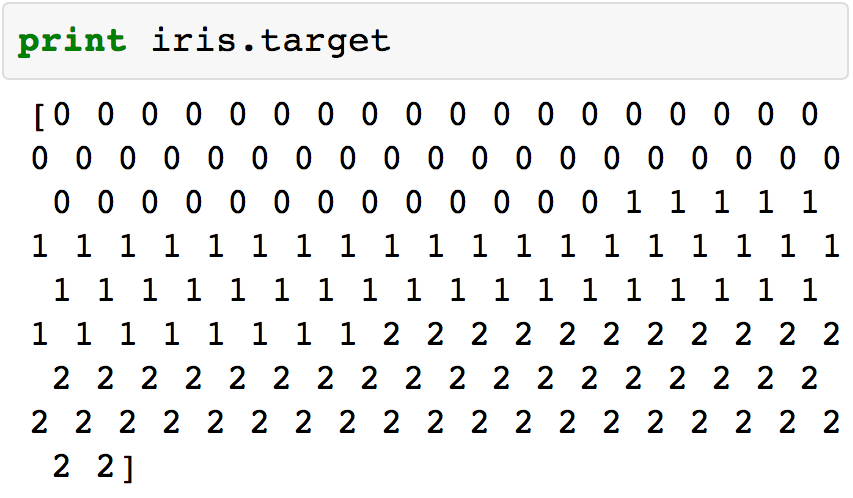 print iris.target
[0 0 0 0 0 0 0 0 0 0 0 0 0 0 0 0 0 0
0 0 0 0 0 0 0 0 0 0 0 0 0 0 0 0 0 0 0
0 0 0 0 0 0 0 0 0 0 0 0 0 1 1 1 1 1
1 1 1 1 1 1 1 1 1 1 1 1 1 1 1 1 1 1 1
1 1 1 1 1 1 1 1 1 1 1 1 1 1 1 1 1 1
1 1 1 1 1 1 1 1 2 2 2 2 2 2 2 2 2 2 2
2 2 2 2 2 2 2 2 2 2 2 2 2 2 2 2 2 2
2 2 2 2 2 2 2 2 2 2 2 2 2 2 2 2 2 2 2
2 2]